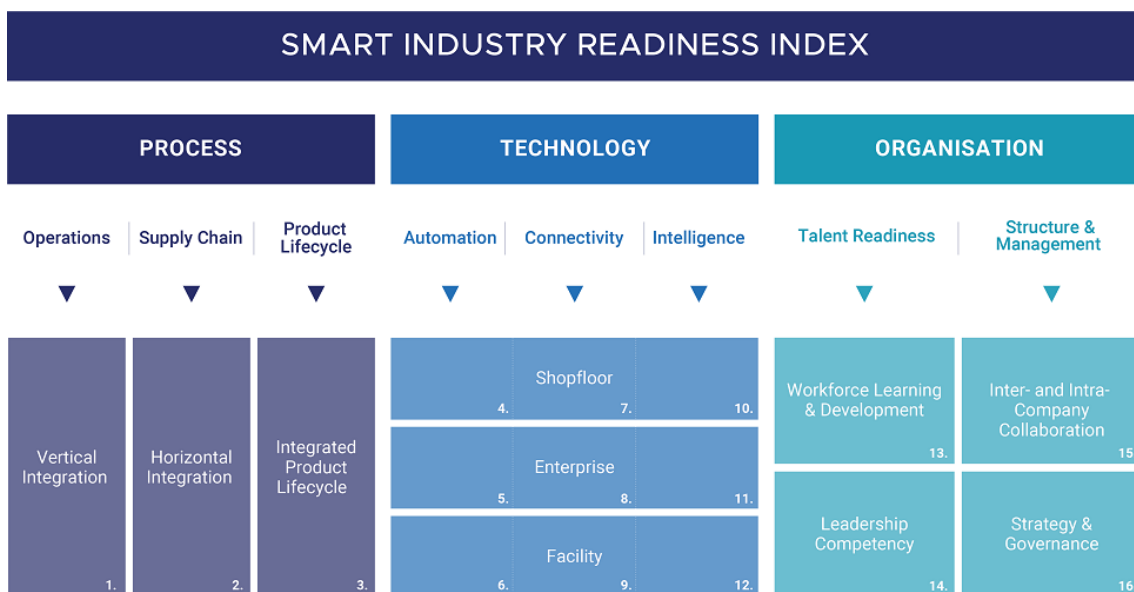 SMART INDUSTRY READINESS INDEX
PROCESS
TECHNOLOGY
ORGANISATION
Operations
Supply Chain
Product
Lifecycle
Automation
Connectivity
Intelligence
Talent Readiness
Structure &
Management
Vertical
Integration
1.
Horizontal
Integration
2.
Integrated
Product
Lifecycle
3.
Shopfloor
4.
7.
10.
Enterprise
5.
8.
11.
Facility
6.
9.
12.
Workforce Learning
& Development
13.
Inter- and Intra-
Company
Collaboration
15
Leadership
Competency
14.
Strategy &
Governance
16